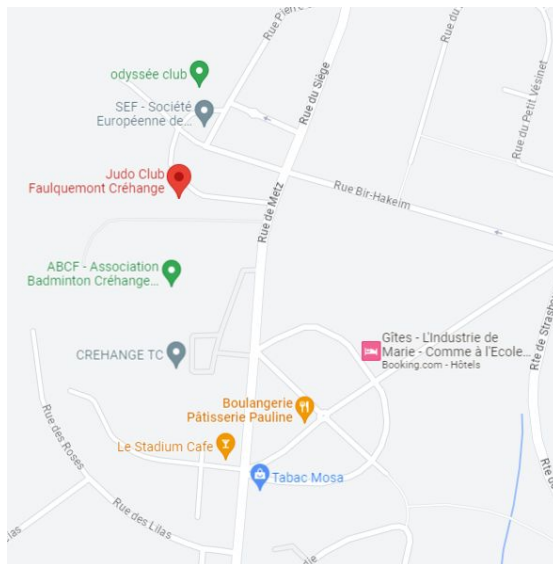 Rue Pierre
Rue du
Rue du Siège
Rue du Petit Vésinet
odyssée club
SEF - Société
Européenne de...
Judo Club
Faulquemont Créhange
Rue Bir-Hakeim
Rue de Metz
ABCF - Association
Badminton Créhange...
Rte de Strasbo
CREHANGE TC
Gîtes - L'Industrie de
Marie - Comme à l'Ecole...
Booking.com - Hôtels
Boulangerie
Pâtisserie Pauline
Rue des Roses
Le Stadium Cafe
Tabac Mosa
Rte de
Rue des Lilas